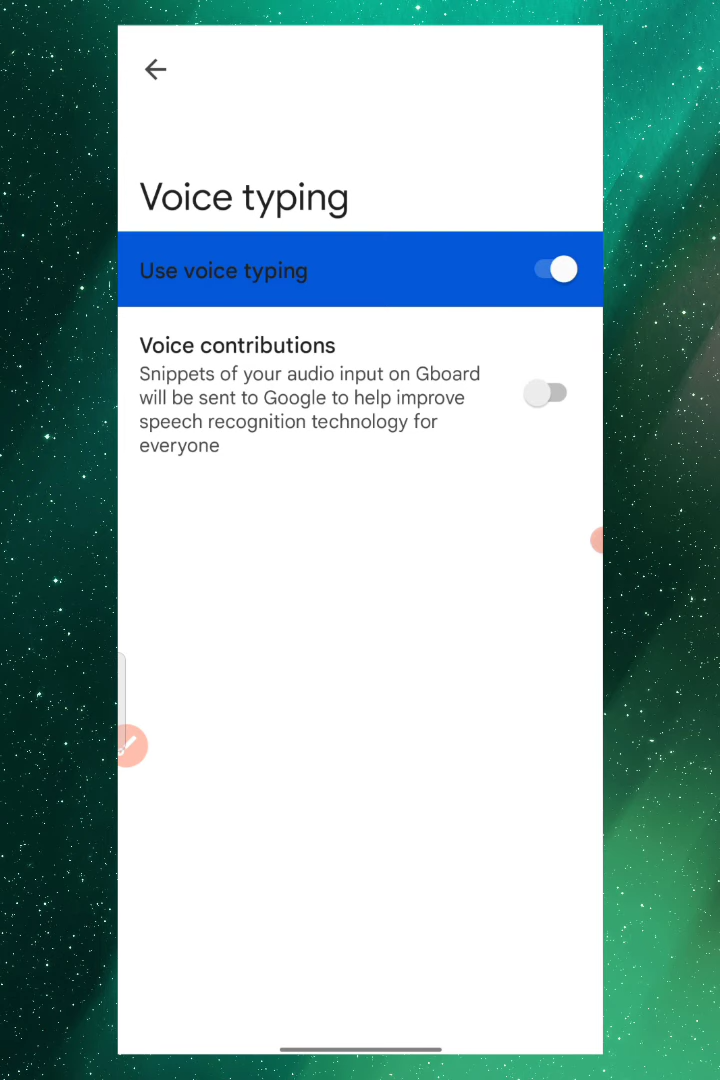 Voice typing
Use voice typing
Voice contributions
Snippets of your audio input on Gboard
will be sent to Google to help improve
speech recognition technology for
everyone